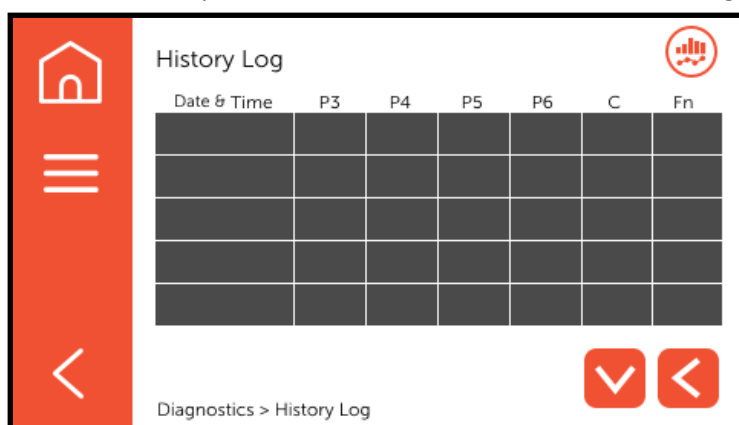 History Log
Date & Time P3 P4 P5 P6 C Fn
Diagnostics > History Log